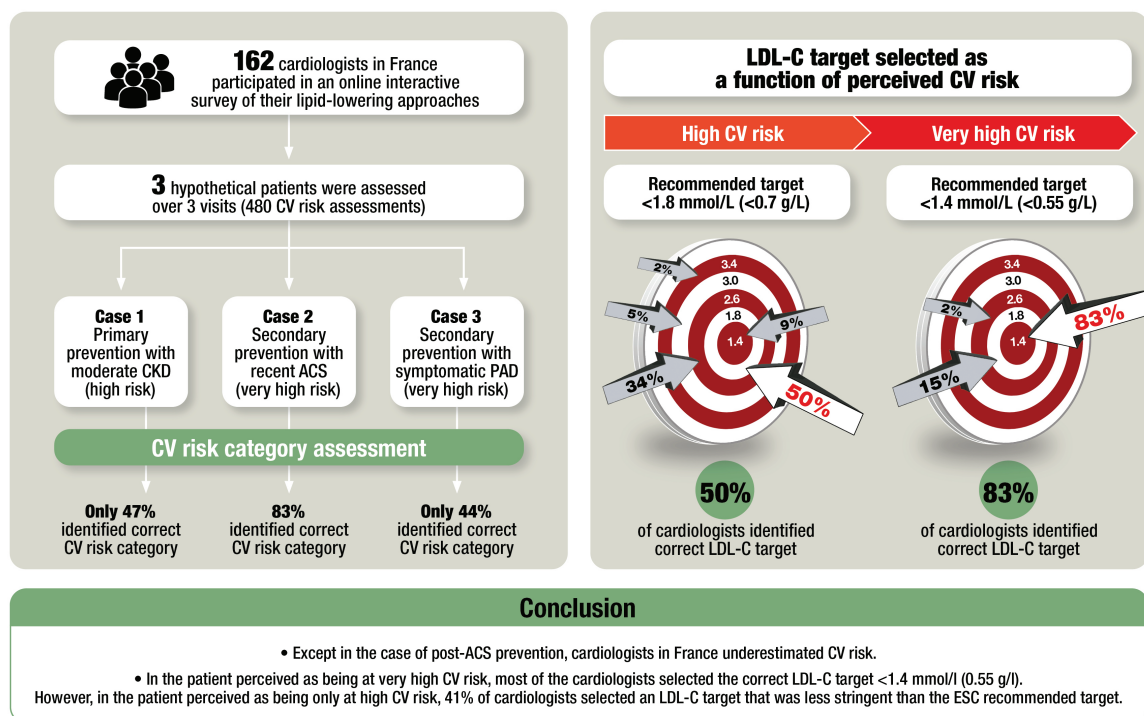 162 cardiologists in France
participated in an online interactive
survey of their lipid-lowering approaches
3 hypothetical patients were assessed
over 3 visits (480 CV risk assessments)
Case 1
Primary
prevention with
moderate CKD
(high risk)
Case 2
Secondary
prevention with
recent ACS
(very high risk)
Case 3
Secondary
prevention with
symptomatic PAD
(very high risk)
CV risk category assessment
Only 47%
identified correct
CV risk category
83%
identified correct
CV risk category
Only 44%
identified correct
CV risk category
LDL-C target selected as
a function of perceived CV risk
High CV risk
Very high CV risk
Recommended target
<1.8 mmol/L (<0.7 g/L)
Recommended target
<1.4 mmol/L (<0.55 g/L)
3.4
3.0
2.6
1.8
1.4
2%
5%
34%
9%
50%
3.4
3.0
2.6
1.8
1.4
2%
15%
83%
50%
of cardiologists identified
correct LDL-C target
83%
of cardiologists identified
correct LDL-C target
Conclusion
• Except in the case of post-ACS prevention, cardiologists in France underestimated CV risk.
• In the patient perceived as being at very high CV risk, most of the cardiologists selected the correct LDL-C target <1.4 mmol/l (0.55 g/l).
However, in the patient perceived as being only at high CV risk, 41% of cardiologists selected an LDL-C target that was less stringent than the ESC recommended target.